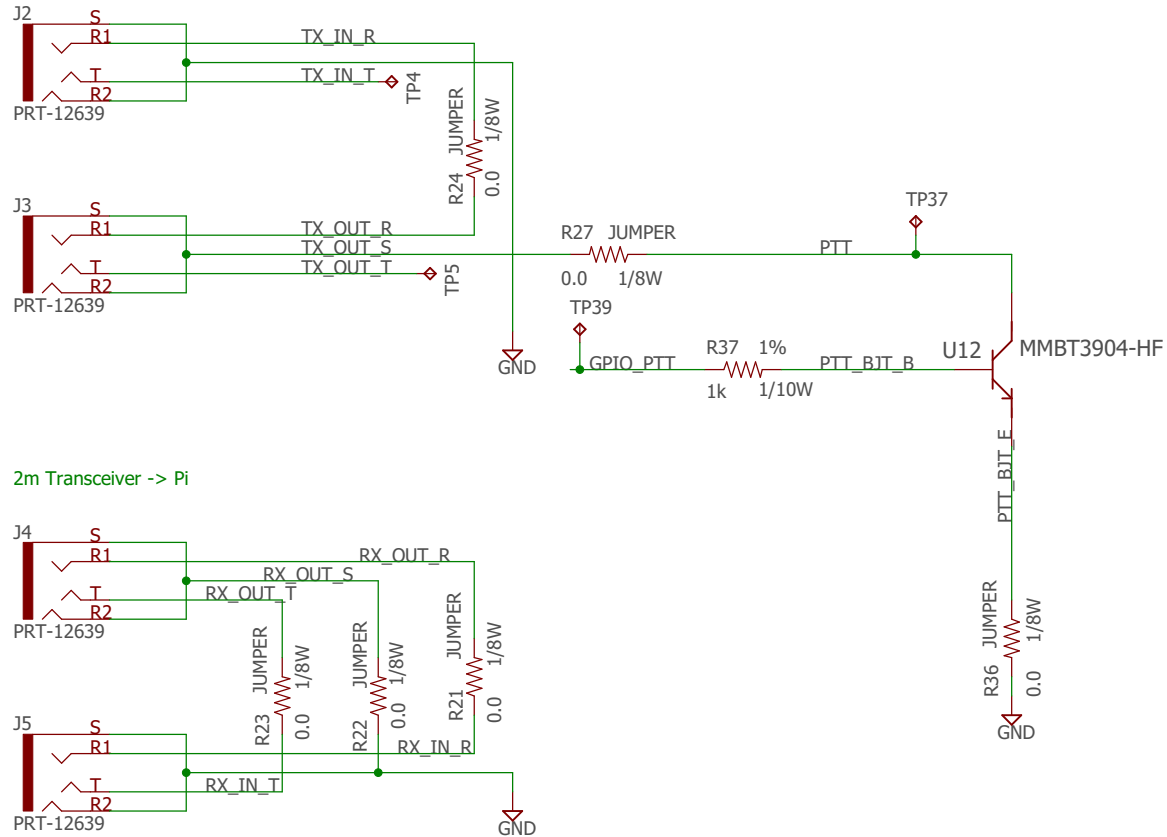 J2
S
R1
TX_IN_R
T
TX_IN_T
TP4
R2
PRT-12639
R24
JUMPER
0.0
1/8W
J3
S
R1
TX_OUT_R
TX_OUT_S
T
TX_OUT_T
TP5
R2
PRT-12639
GND
R27 JUMPER
0.0 1/8W
PTT
TP37
TP39
GPIO_PTT
R37 1%
1k 1/10W
PTT_BJT_B
U12 MMBT3904-HF
PTT_BJT_E
R36
JUMPER
0.0
1/8W
GND
2m Transceiver -> Pi
J4
S
R1
RX_OUT_R
RX_OUT_S
T
RX_OUT_T
R2
PRT-12639
R23
JUMPER
0.0
1/8W
R22
JUMPER
0.0
1/8W
R21
JUMPER
0.0
1/8W
J5
S
R1
RX_IN_R
T
RX_IN_T
R2
PRT-12639
GND